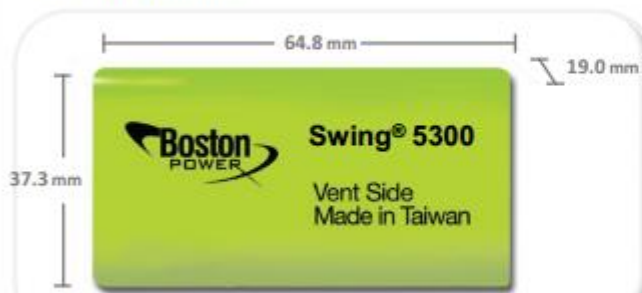 64.8 mm
19.0 mm
37.3 mm
Boston
POWER
Swing® 5300
Vent Side
Made in Taiwan